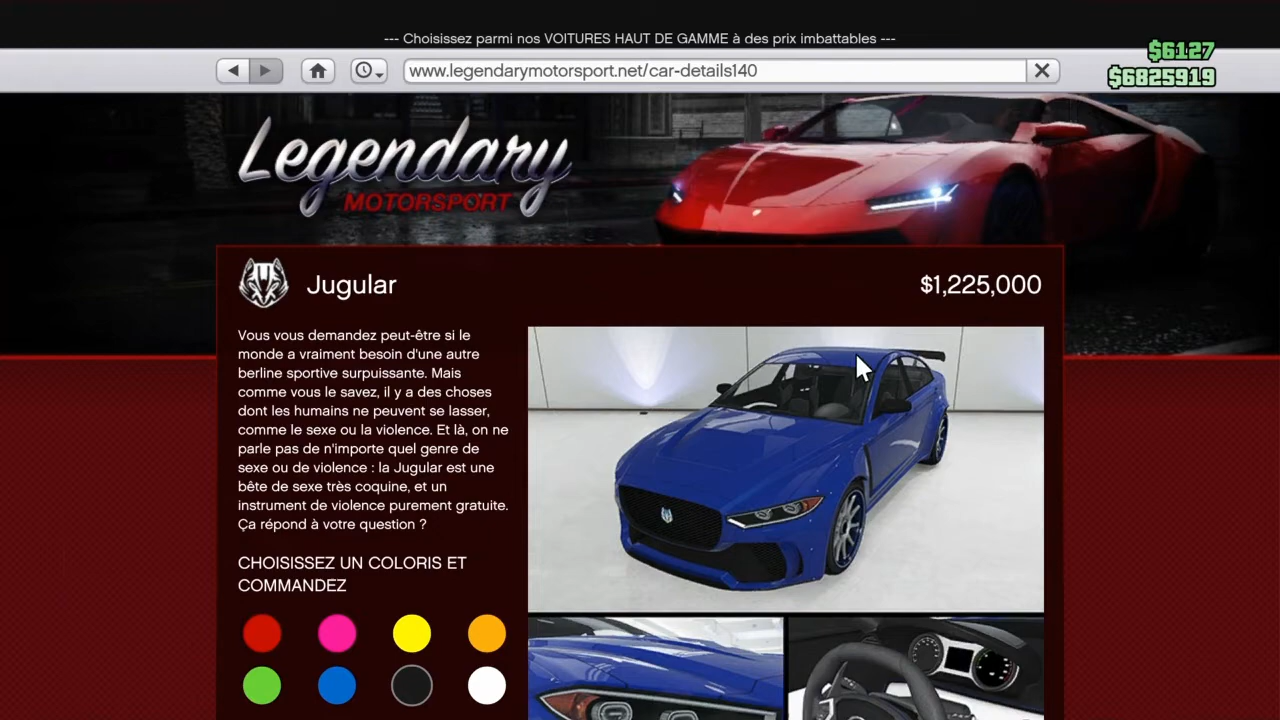 --- Choisissez parmi nos VOITURES HAUT DE GAMME à des prix imbattables ---
$6127
www.legendarymotorsport.net/car-details140
$6825919
Legendary
MOTORSPORT
Jugular
$1,225,000
Vous vous demandez peut-être si le
monde a vraiment besoin d'une autre
berline sportive surpuissante. Mais
comme vous le savez, il y a des choses
dont les humains ne peuvent se lasser,
comme le sexe ou la violence. Et là, on ne
parle pas de n'importe quel genre de
sexe ou de violence : la Jugular est une
bête de sexe très coquine, et un
instrument de violence purement gratuite.
Ça répond à votre question ?
CHOISISSEZ UN COLORIS ET
COMMANDEZ